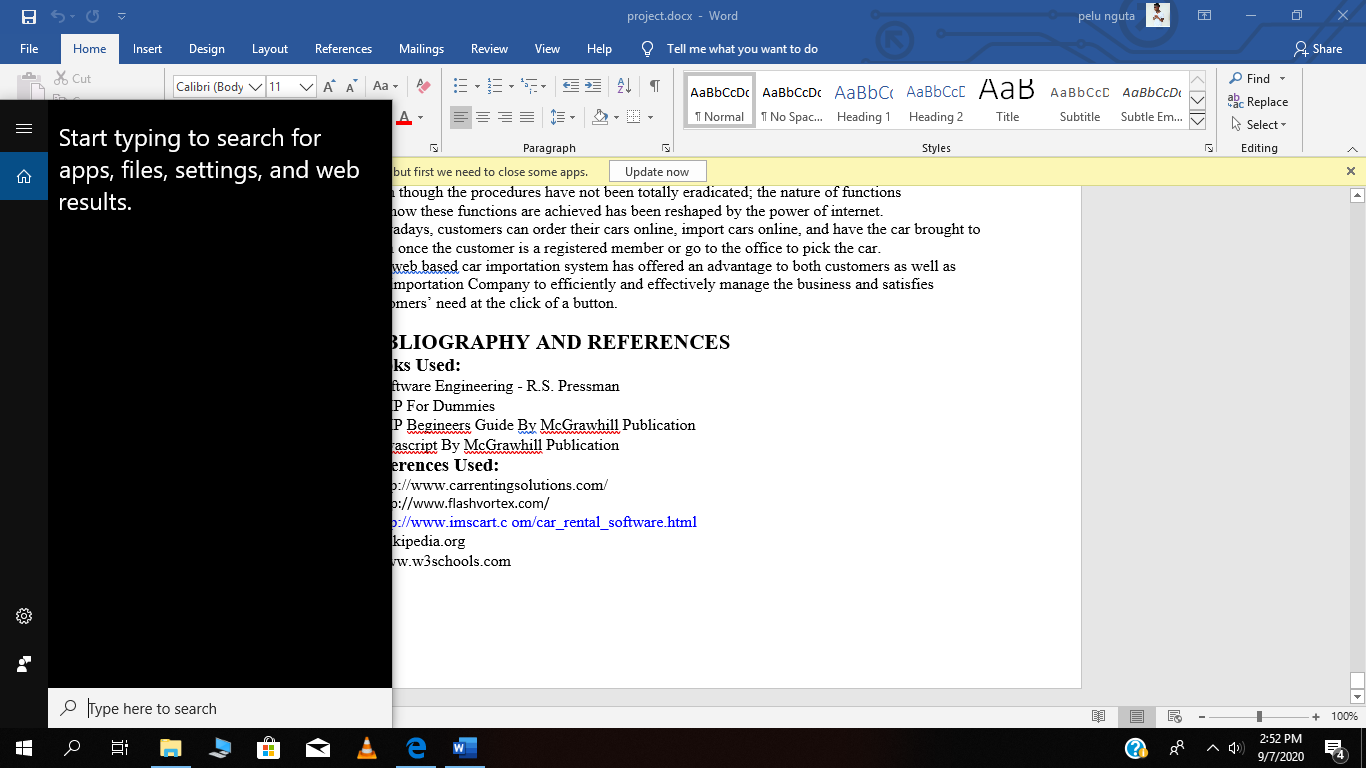 project.docx - Word
pelu nguta
File Home Insert Design Layout References Mailings Review View Help Tell me what you want to do Share
Cut
Calibri (Body 11
Aa
A
Paragraph
AaBbCcDc ¶ Normal
AaBbCcDc ¶ No Spac...
AaBbCc Heading 1
AaBbCcD Heading 2
AaB Title
AaBbCcD Subtitle
AaBbCcDc Subtle Em...
Styles
Find
Replace
Select
Editing
but first we need to close some apps. Update now
Start typing to search for
apps, files, settings, and web
results.
though the procedures have not been totally eradicated; the nature of functions
how these functions are achieved has been reshaped by the power of internet.
adays, customers can order their cars online, import cars online, and have the car brought to
once the customer is a registered member or go to the office to pick the car.
web based car importation system has offered an advantage to both customers as well as
mportation Company to efficiently and effectively manage the business and satisfies
omers’ need at the click of a button.
BLIOGRAPHY AND REFERENCES
ks Used:
ftware Engineering - R.S. Pressman
P For Dummies
P Begineers Guide By McGrawhill Publication
ascript By McGrawhill Publication
erences Used:
p://www.carrentingsolutions.com/
p://www.flashvortex.com/
p://www.imscart.c om/car_rental_software.html
kipedia.org
ww.w3schools.com
Type here to search
100%
2:52 PM
9/7/2020
4